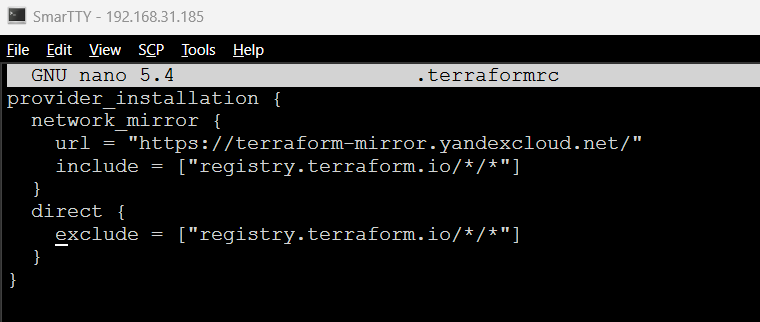 SmarTTY - 192.168.31.185
File Edit View SCP Tools Help
GNU nano 5.4 .terraformrc
provider_installation {
  network_mirror {
    url = "https://terraform-mirror.yandexcloud.net/"
    include = ["registry.terraform.io/*/*"]
  }
  direct {
    exclude = ["registry.terraform.io/*/*"]
  }
}